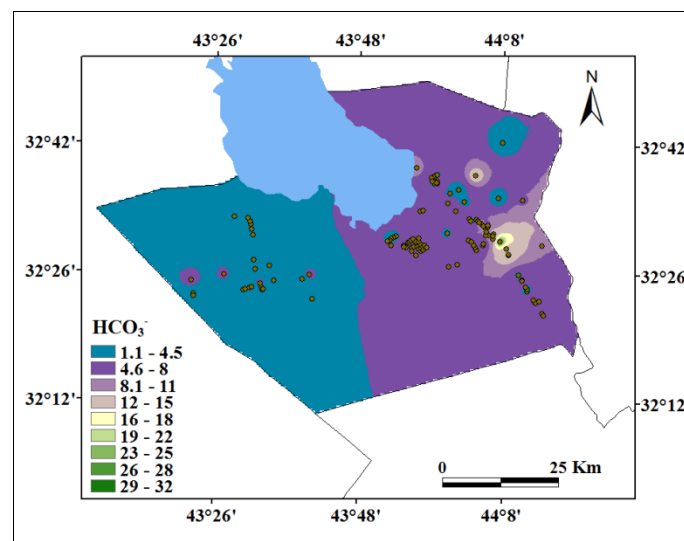 43°26' 43°48' 44°8'
N
32°42' 32°42'
32°26' 32°26'
HCO₃⁻
1.1 - 4.5
4.6 - 8
8.1 - 11
12 - 15
16 - 18
19 - 22
23 - 25
26 - 28
29 - 32
32°12' 32°12'
0 25 Km
43°26' 43°48' 44°8'